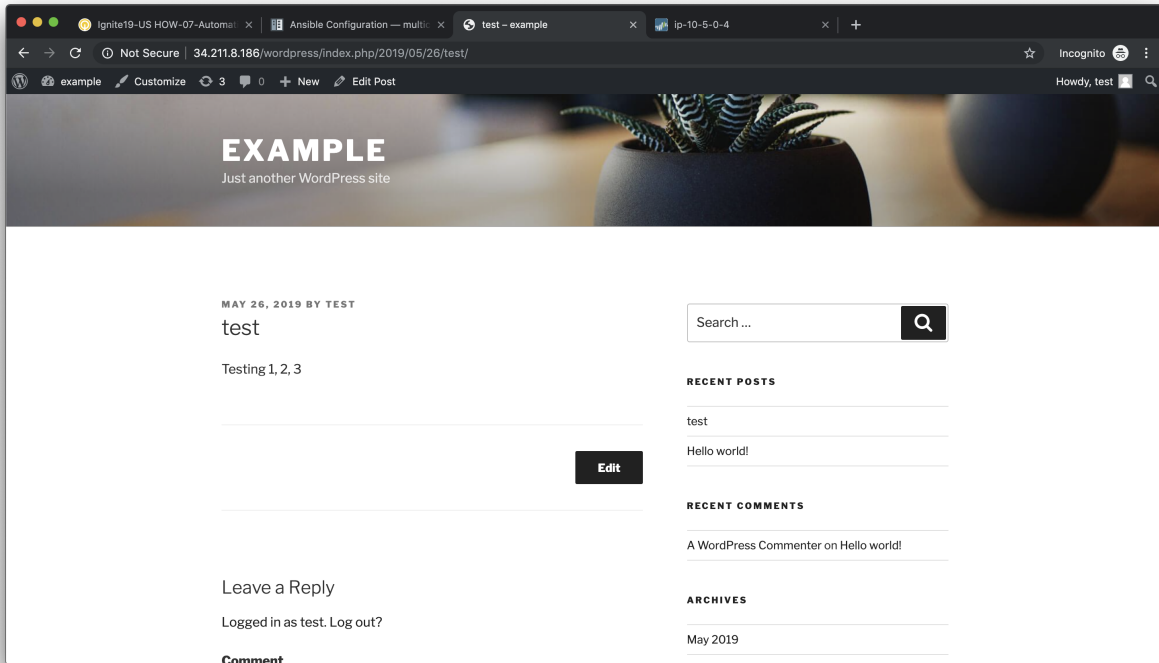 Ignite19-US HOW-07-Automat
Ansible Configuration — multic
test – example
ip-10-5-0-4
Not Secure
34.211.8.186/wordpress/index.php/2019/05/26/test/
Incognito
example
Customize
3
0
New
Edit Post
Howdy, test
EXAMPLE
Just another WordPress site
MAY 26, 2019 BY TEST
test
Testing 1, 2, 3
Edit
Leave a Reply
Logged in as test. Log out?
Comment
Search ...
RECENT POSTS
test
Hello world!
RECENT COMMENTS
A WordPress Commenter on Hello world!
ARCHIVES
May 2019